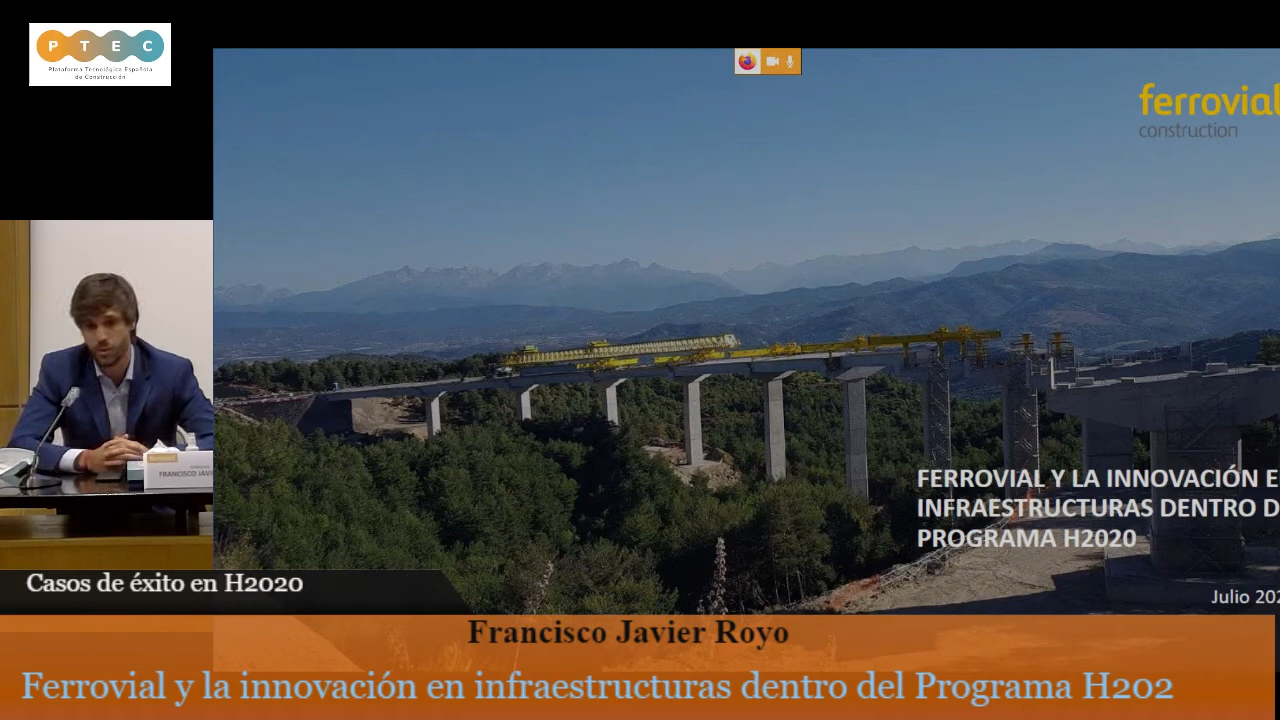 P T E C
Plataforma Tecnológica Española
de Construcción
ferrovial
construction
FRANCISCO JAVI
FERROVIAL Y LA INNOVACIÓN E
INFRAESTRUCTURAS DENTRO D
PROGRAMA H2020
Julio 202
Casos de éxito en H2020
Francisco Javier Royo
Ferrovial y la innovación en infraestructuras dentro del Programa H202